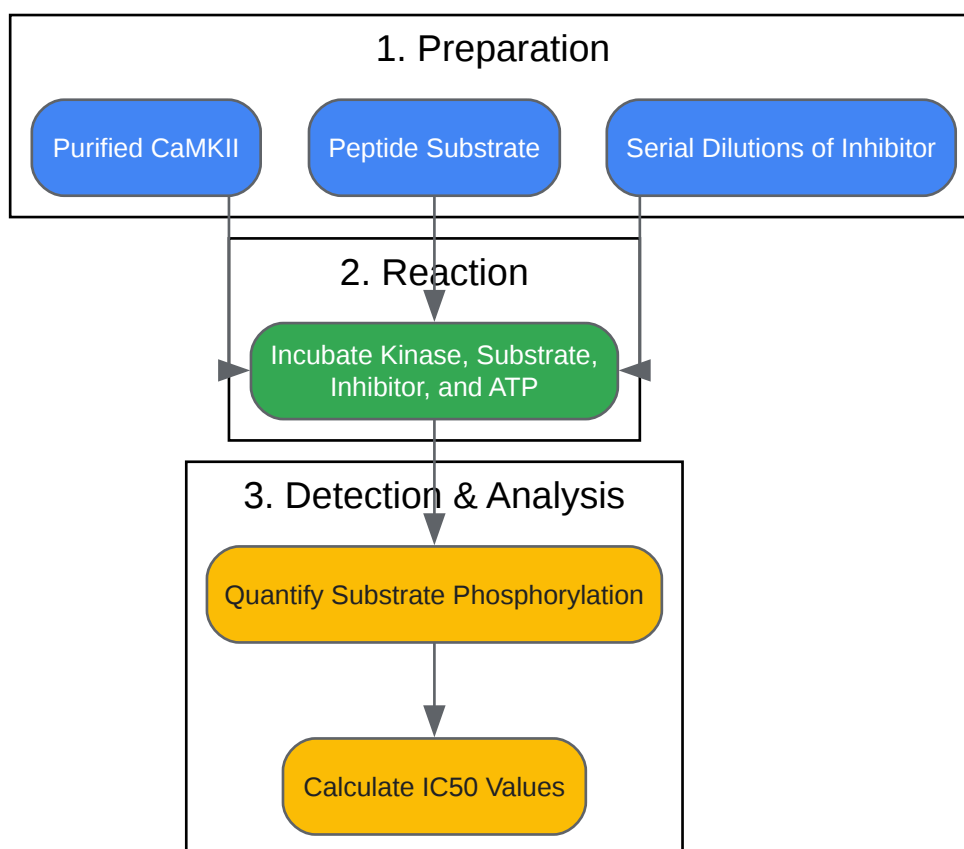 1. Preparation
Purified CaMKII
Peptide Substrate
Serial Dilutions of Inhibitor
2. Reaction
Incubate Kinase, Substrate,
Inhibitor, and ATP
3. Detection & Analysis
Quantify Substrate Phosphorylation
Calculate IC50 Values